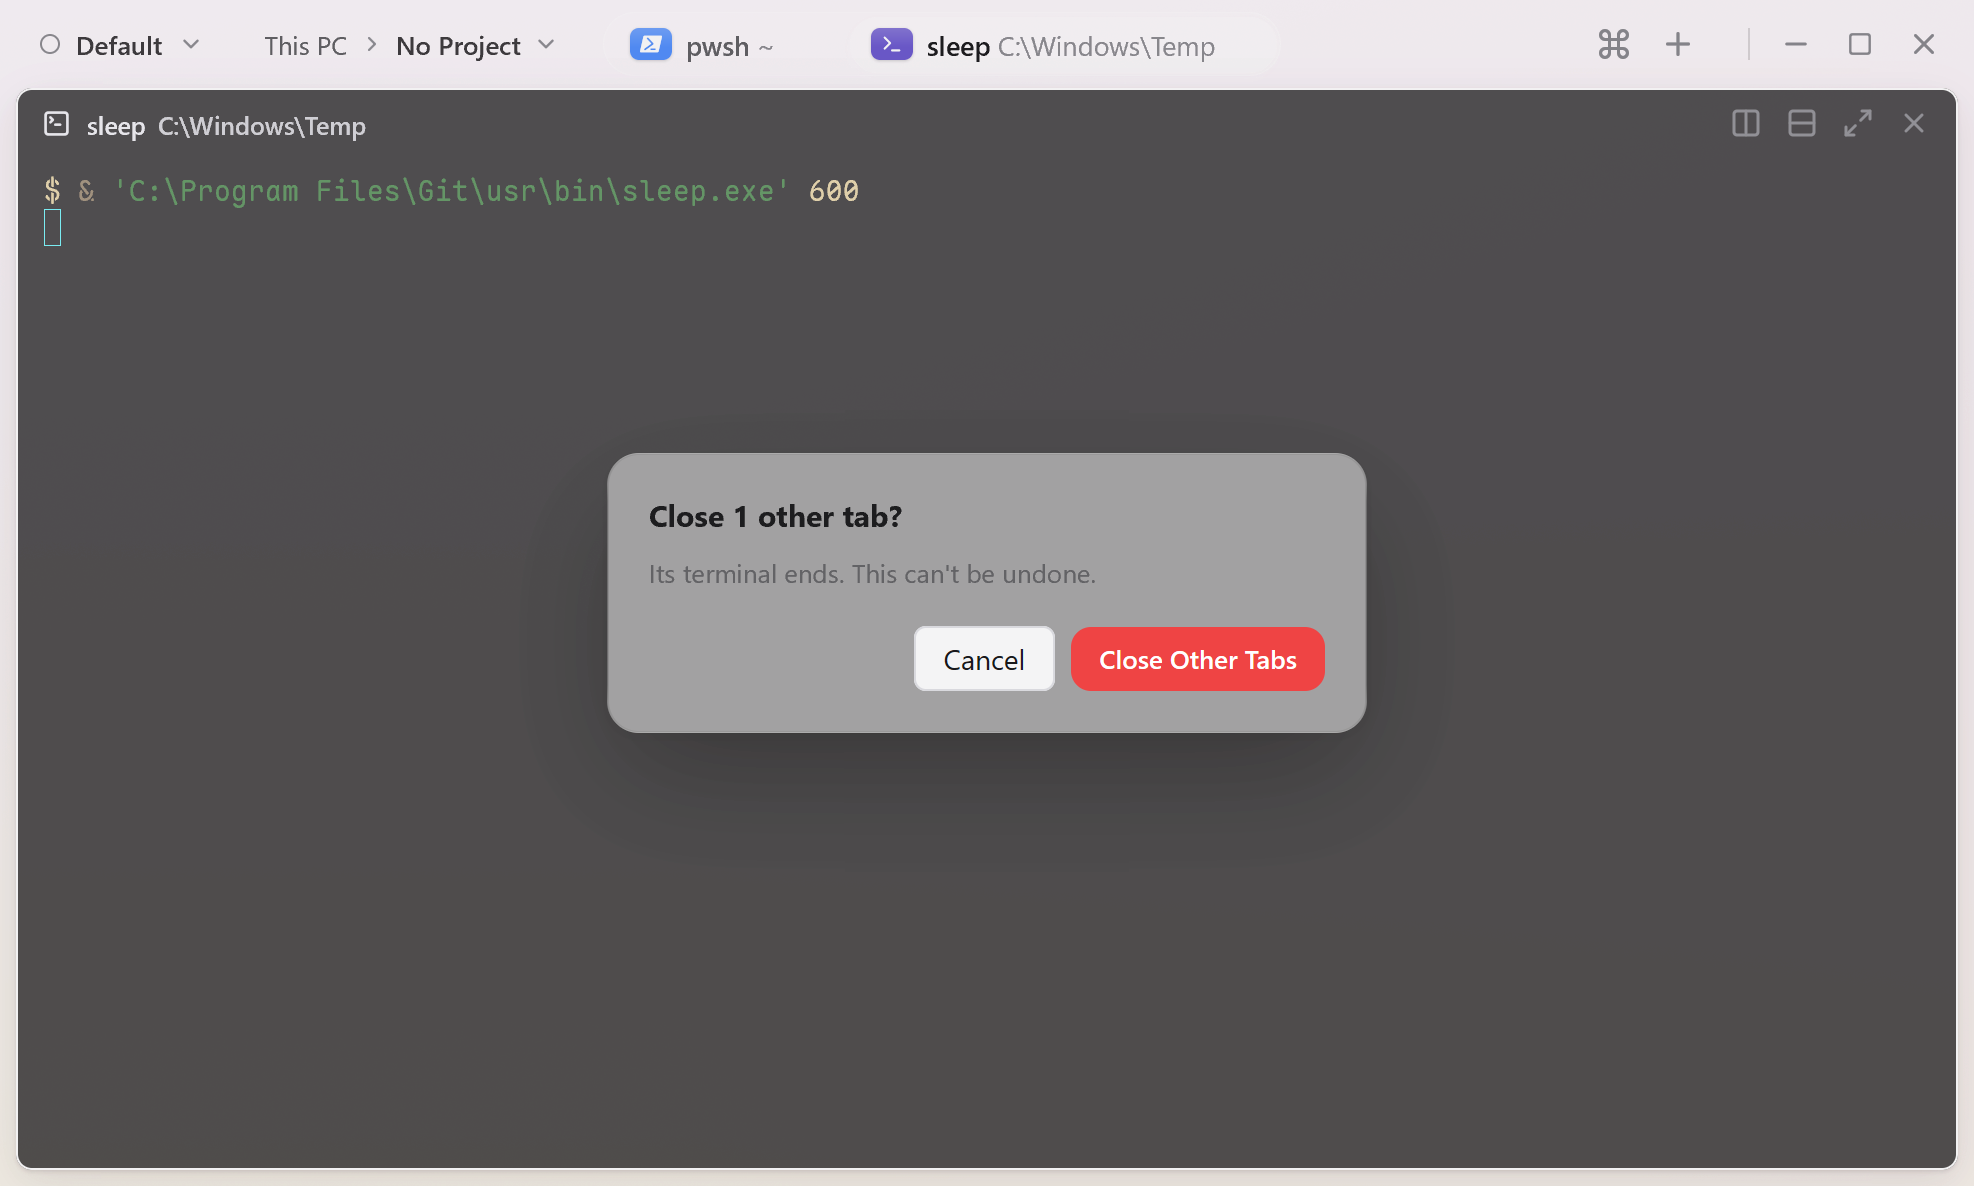 Default
This PC > No Project
pwsh ~
sleep C:\Windows\Temp
sleep C:\Windows\Temp
$ & 'C:\Program Files\Git\usr\bin\sleep.exe' 600
Close 1 other tab?
Its terminal ends. This can't be undone.
Cancel
Close Other Tabs